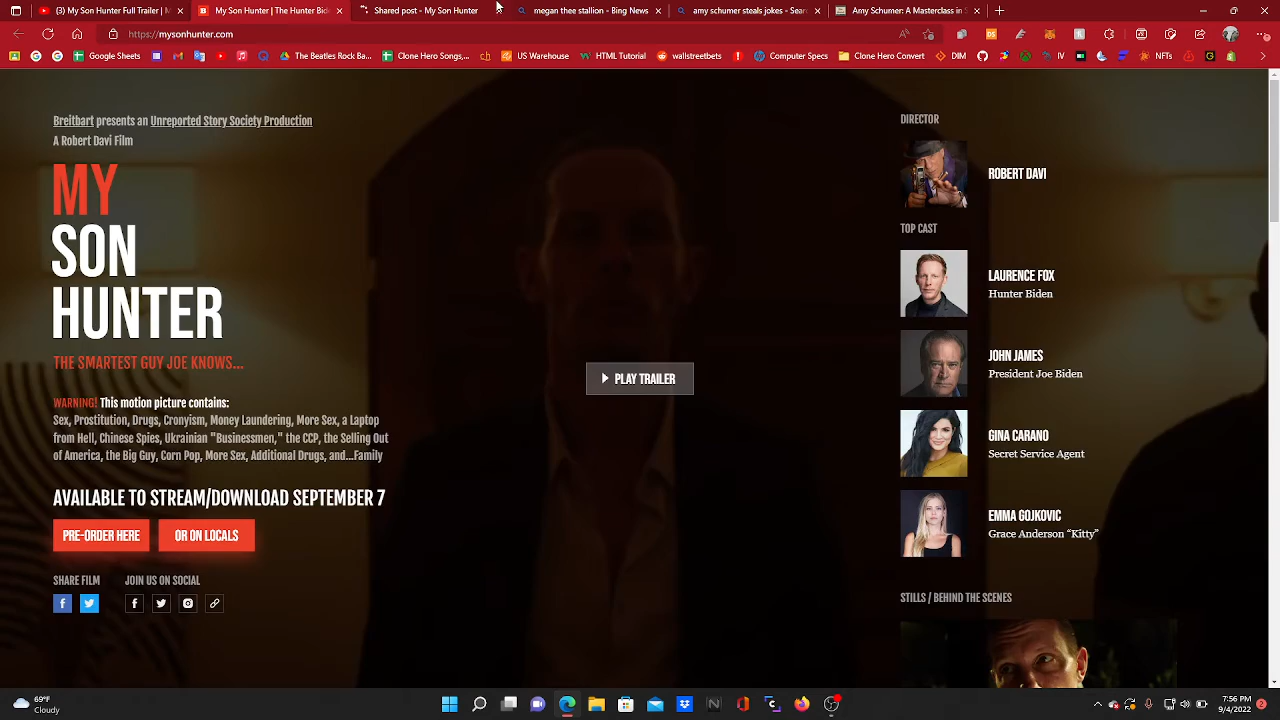 My Son Hunter Full Trailer |
My Son Hunter | The Hunter Bid
Shared post - My Son Hunter
megan thee stallion - Bing News
amy schumer steals jokes - Sear
Amy Schumer: A Masterclass in S
https://mysonhunter.com
Google Sheets
The Beatles Rock Ba...
Clone Hero Songs,...
US Warehouse
HTML Tutorial
wallstreetbets
Computer Specs
Clone Hero Convert
DIM
IV
NFTs
Breitbart presents an Unreported Story Society Production
A Robert Davi Film
MY
SON
HUNTER
THE SMARTEST GUY JOE KNOWS...
WARNING! This motion picture contains:
Sex, Prostitution, Drugs, Cronyism, Money Laundering, More Sex, a Laptop
from Hell, Chinese Spies, Ukrainian "Businessmen," the CCP, the Selling Out
of America, the Big Guy, Corn Pop, More Sex, Additional Drugs, and...Family
AVAILABLE TO STREAM/DOWNLOAD SEPTEMBER 7
PRE-ORDER HERE
OR ON LOCALS
SHARE FILM
JOIN US ON SOCIAL
PLAY TRAILER
DIRECTOR
ROBERT DAVI
TOP CAST
LAURENCE FOX
Hunter Biden
JOHN JAMES
President Joe Biden
GINA CARANO
Secret Service Agent
EMMA GOJKOVIC
Grace Anderson “Kitty”
STILLS / BEHIND THE SCENES
69°F
Cloudy
7:56 PM
9/4/2022